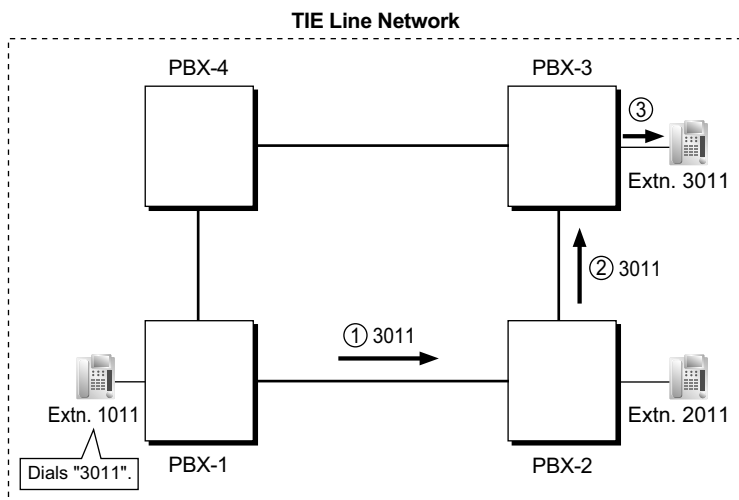 TIE Line Network
PBX-4
PBX-3
③
Extn. 3011
② 3011
① 3011
Extn. 1011
Extn. 2011
Dials "3011".
PBX-1
PBX-2